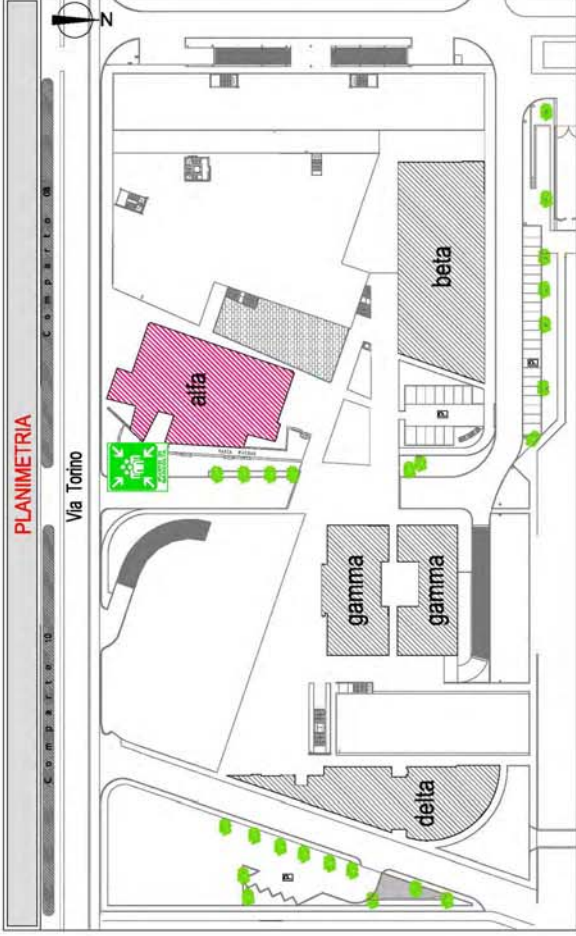 PLANIMETRIA
N
Comparto 10
Comparto 08
Via Torino
alfa
beta
P
P
gamma
gamma
delta
P